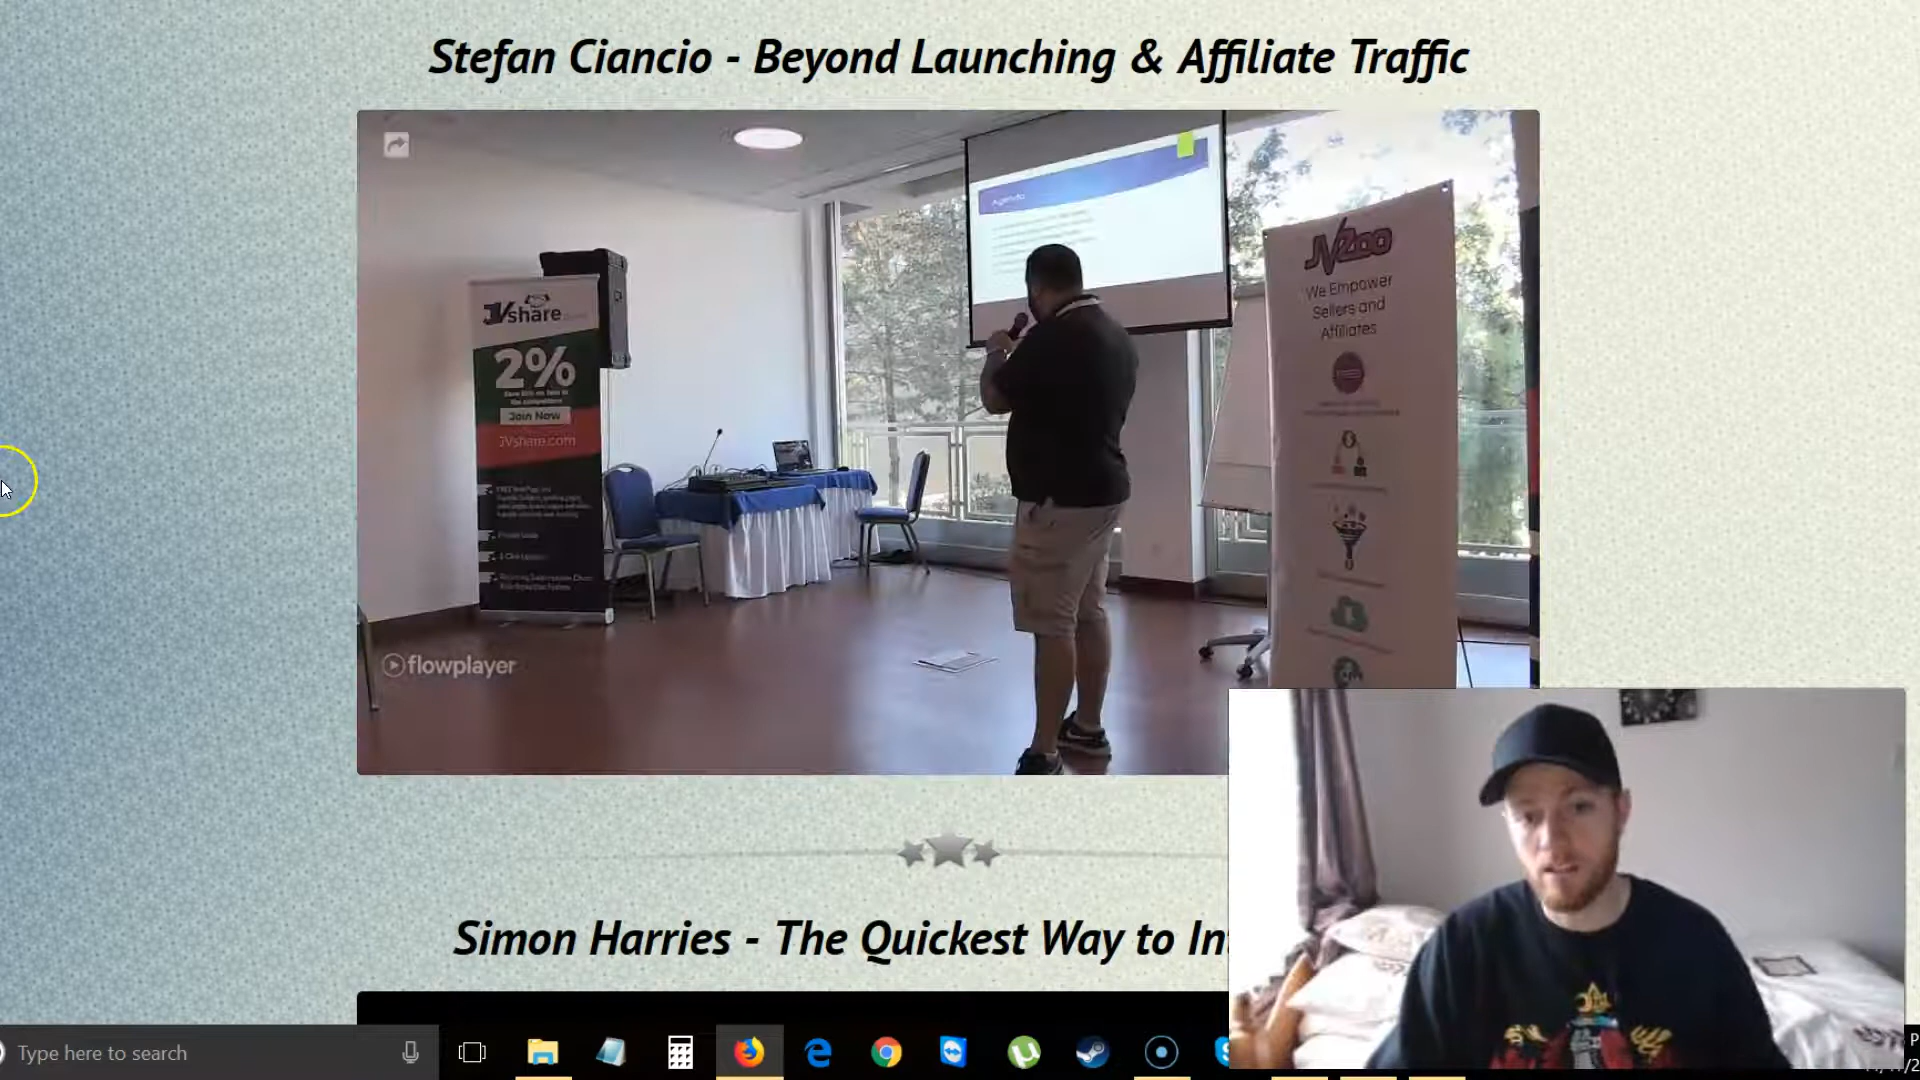 Stefan Ciancio - Beyond Launching & Affiliate Traffic
Agenda
JVshare
2%
Join Now
JVshare.com
JVZoo
We Empower
Sellers and
Affiliates
flowplayer
Simon Harries - The Quickest Way to
Type here to search